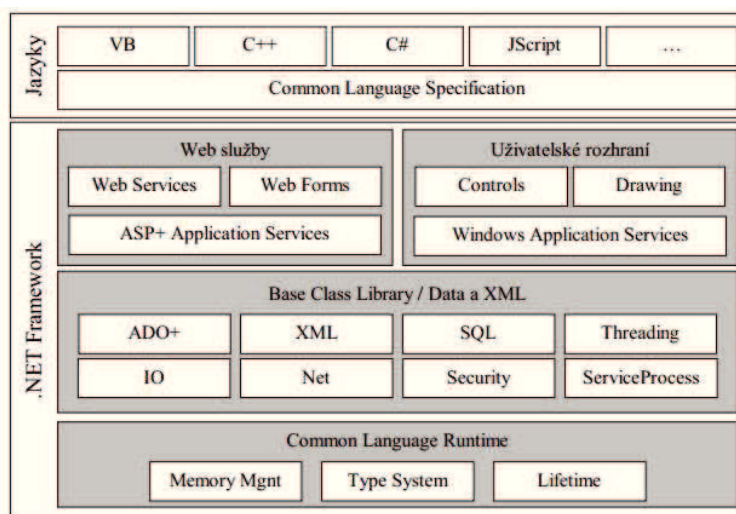 Jazyky
VB
C++
C#
JScript
...
Common Language Specification
.NET Framework
Web služby
Web Services
Web Forms
ASP+ Application Services
Uživatelské rozhraní
Controls
Drawing
Windows Application Services
Base Class Library / Data a XML
ADO+
XML
SQL
Threading
IO
Net
Security
ServiceProcess
Common Language Runtime
Memory Mgnt
Type System
Lifetime